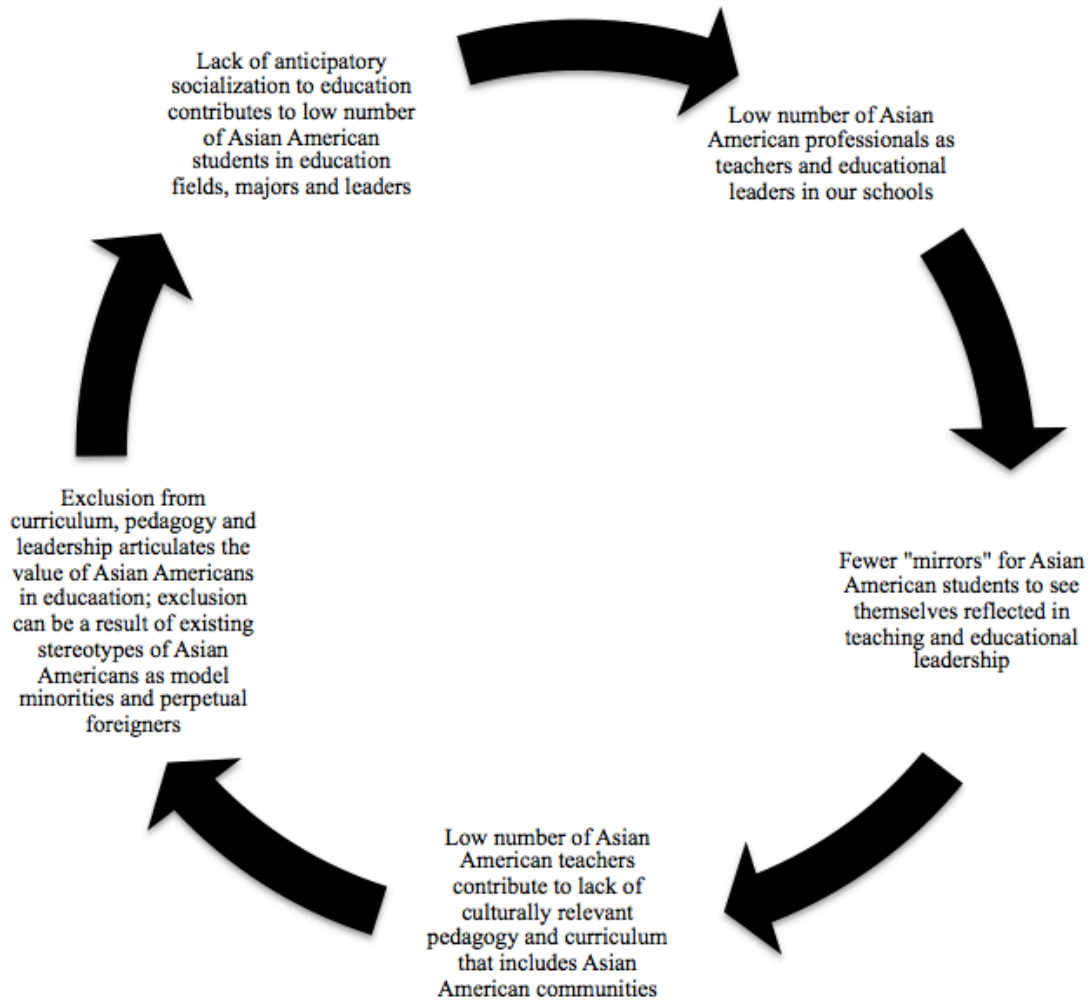 Lack of anticipatory
socialization to education
contributes to low number
of Asian American
students in education
fields, majors and leaders
Low number of Asian
American professionals as
teachers and educational
leaders in our schools
Fewer "mirrors" for Asian
American students to see
themselves reflected in
teaching and educational
leadership
Low number of Asian
American teachers
contribute to lack of
culturally relevant
pedagogy and curriculum
that includes Asian
American communities
Exclusion from
curriculum, pedagogy and
leadership articulates the
value of Asian Americans
in educaation; exclusion
can be a result of existing
stereotypes of Asian
Americans as model
minorities and perpetual
foreigners